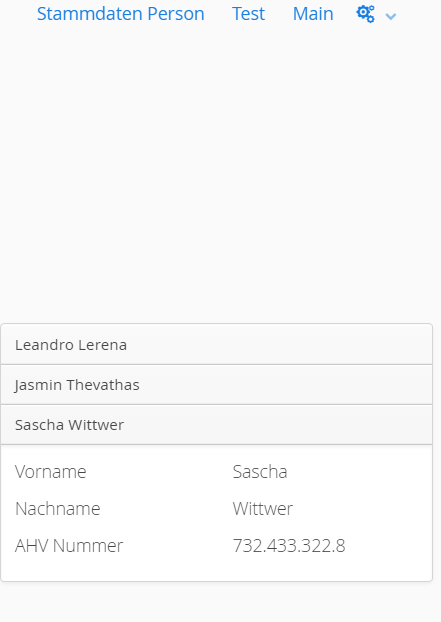 Stammdaten Person Test Main
Leandro Lerena
Jasmin Thevathas
Sascha Wittwer
Vorname Sascha
Nachname Wittwer
AHV Nummer 732.433.322.8